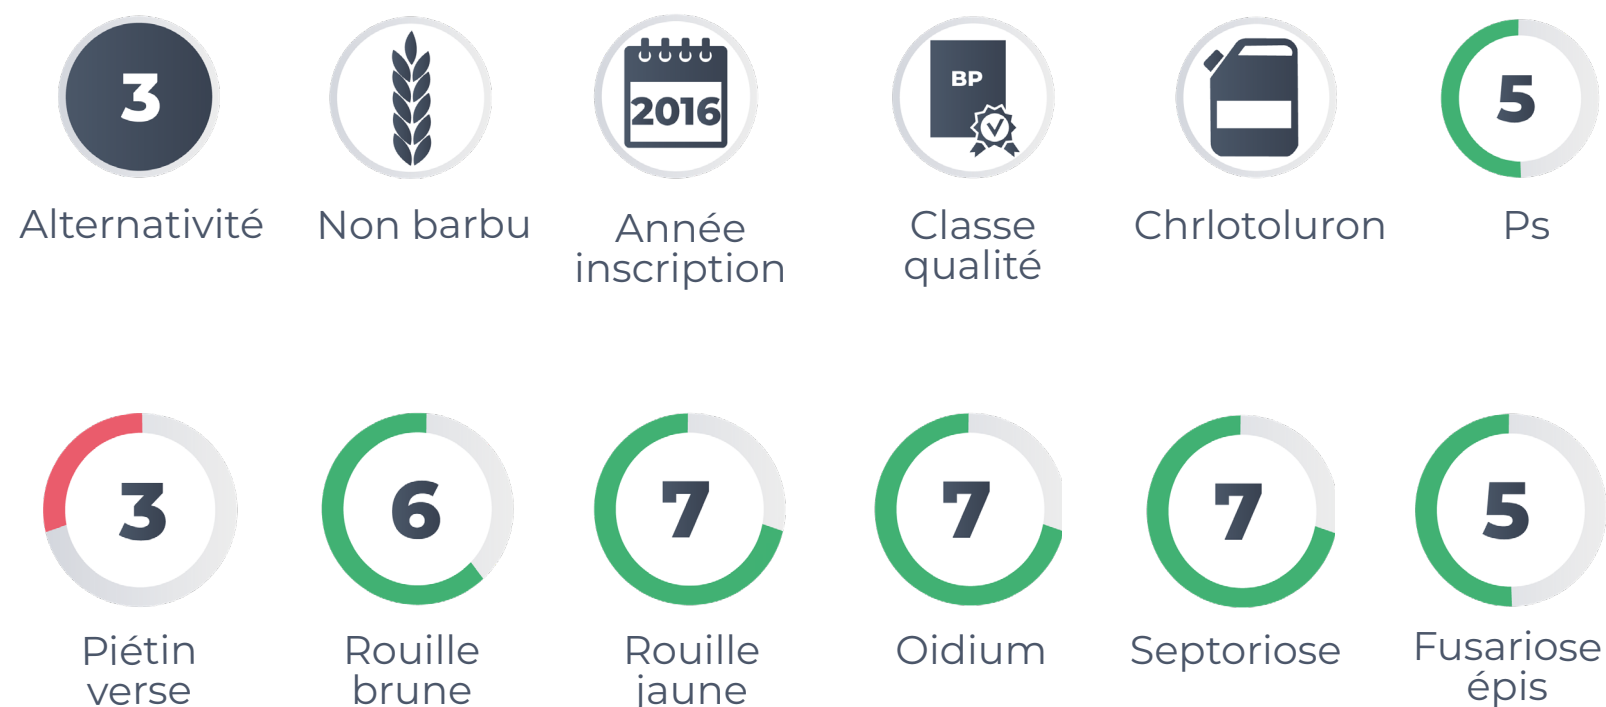 3
2016
BP
5
Alternativité
Non barbu
Année
inscription
Classe
qualité
Chrlotoluron
Ps
3
6
7
7
7
5
Piétin
verse
Rouille
brune
Rouille
jaune
Oidium
Septoriose
Fusariose
épis